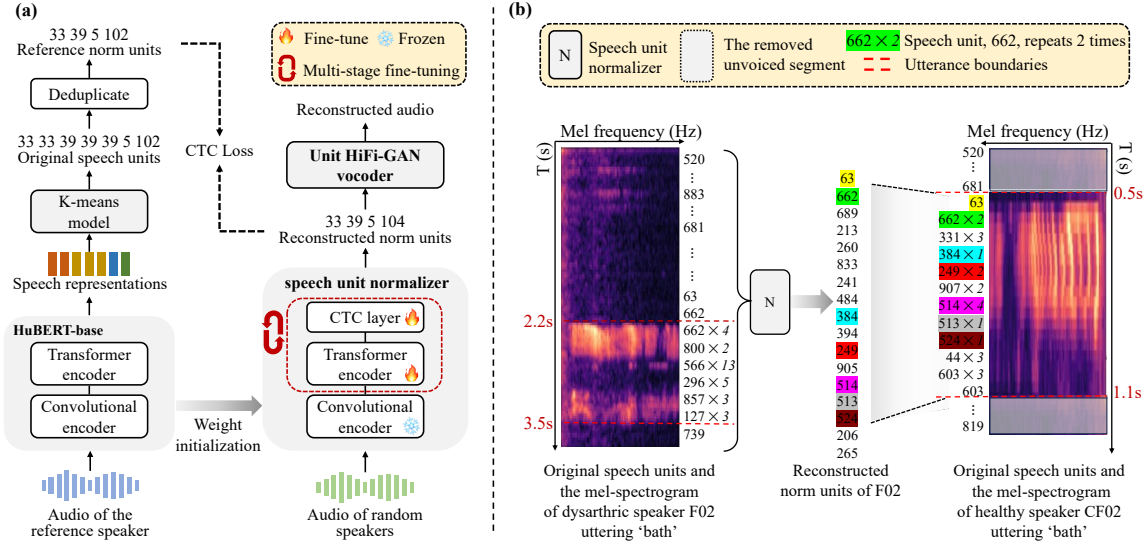 (a)
33 39 5 102
Reference norm units
Deduplicate
33 33 39 39 39 5 102
Original speech units
K-means
model
Speech representations
HuBERT-base
Transformer
encoder
Convolutional
encoder
Audio of the
reference speaker
CTC Loss
Weight
initialization
Fine-tune
Frozen
Multi-stage fine-tuning
Reconstructed audio
Unit HiFi-GAN
vocoder
33 39 5 104
Reconstructed norm units
speech unit normalizer
CTC layer
Transformer
encoder
Convolutional
encoder
Audio of random
speakers
(b)
N
Speech unit
normalizer
The removed
unvoiced segment
662 × 2
Speech unit, 662, repeats 2 times
Utterance boundaries
Mel frequency (Hz)
T (s)
520
⋮
883
⋮
681
⋮
⋮
63
662
2.2s
662 × 4
800 × 2
566 × 13
296 × 5
857 × 3
127 × 3
3.5s
739
Original speech units and
the mel-spectrogram
of dysarthric speaker F02
uttering ‘bath’
N
63
662
689
213
260
833
241
484
384
394
249
905
514
513
524
206
265
Reconstructed
norm units of F02
Mel frequency (Hz)
T (s)
520
⋮
681
0.5s
63
662 × 2
331 × 3
384 × 1
249 × 2
907 × 2
514 × 4
513 × 1
524 × 1
44 × 3
603 × 3
603
1.1s
⋮
819
Original speech units and
the mel-spectrogram
of healthy speaker CF02
uttering ‘bath’